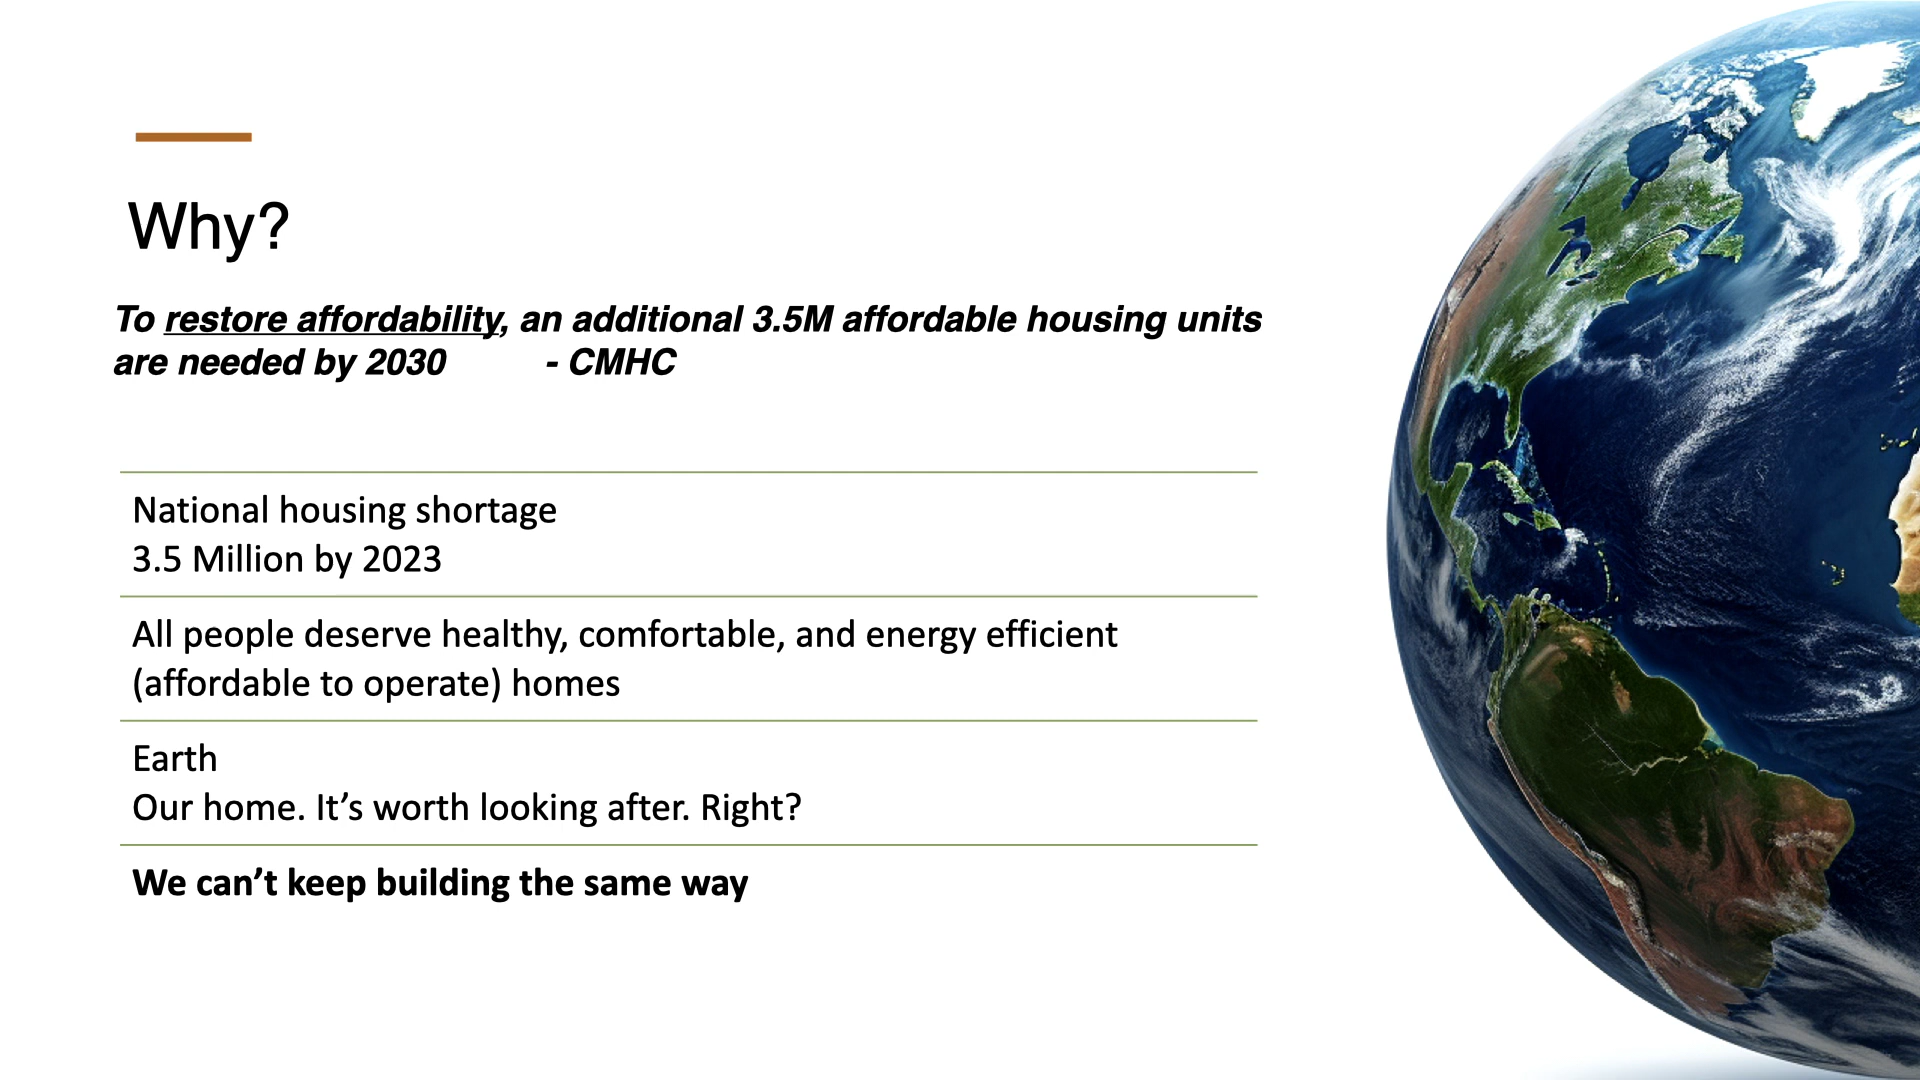 Why?
To restore affordability, an additional 3.5M affordable housing units
are needed by 2030 - CMHC
National housing shortage
3.5 Million by 2023
All people deserve healthy, comfortable, and energy efficient
(affordable to operate) homes
Earth
Our home. It’s worth looking after. Right?
We can’t keep building the same way